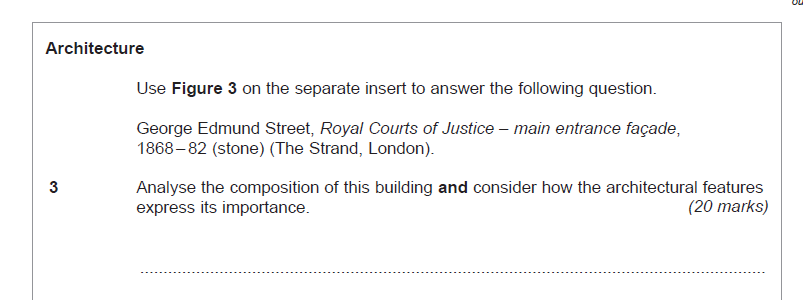 ou
Architecture
Use Figure 3 on the separate insert to answer the following question.
George Edmund Street, Royal Courts of Justice – main entrance façade,
1868–82 (stone) (The Strand, London).
3 Analyse the composition of this building and consider how the architectural features
express its importance. (20 marks)